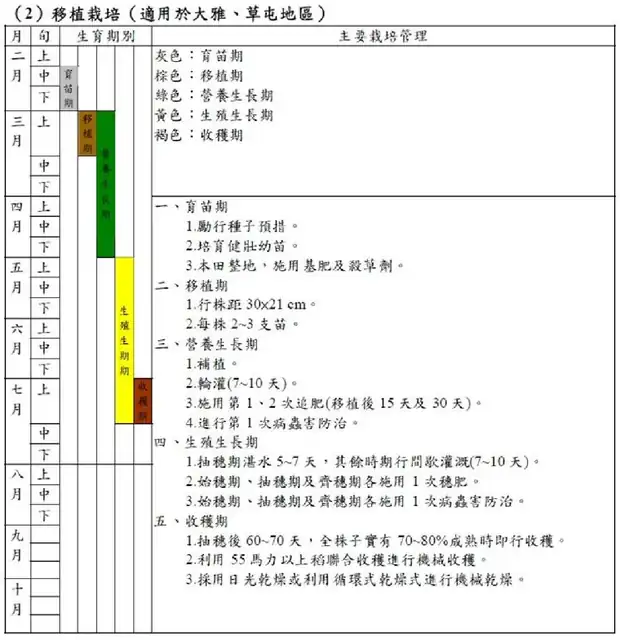 （2）移植栽培（適用於大雅、草屯地區）
月 旬 生育期別 主要栽培管理
二月 上 中 下
三月 上 中 下
四月 上 中 下
五月 上 中 下
六月 上 中 下
七月 上 中 下
八月 上 中 下
九月
十月
育苗期
移植期
營養生長期
生殖生期期
收穫期
灰色：育苗期
棕色：移植期
綠色：營養生長期
黃色：生殖生長期
褐色：收穫期
一、育苗期
1.勵行種子預措。
2.培育健壯幼苗。
3.本田整地，施用基肥及殺草劑。
二、移植期
1.行株距 30x21 cm。
2.每株 2~3 支苗。
三、營養生長期
1.補植。
2.輪灌(7~10 天)。
3.施用第 1、2 次追肥(移植後 15 天及 30 天)。
4.進行第 1 次病蟲害防治。
四、生殖生長期
1.抽穗期湛水 5~7 天，其餘時期行間歇灌溉(7~10 天)。
2.始穗期、抽穗期及齊穗期各施用 1 次穗肥。
3.始穗期、抽穗期及齊穗期各施用 1 次病蟲害防治。
五、收穫期
1.抽穗後 60~70 天，全株子實有 70~80%成熟時即行收穫。
2.利用 55 馬力以上稻聯合收穫進行機械收穫。
3.採用日光乾燥或利用循環式乾燥式進行機械乾燥。